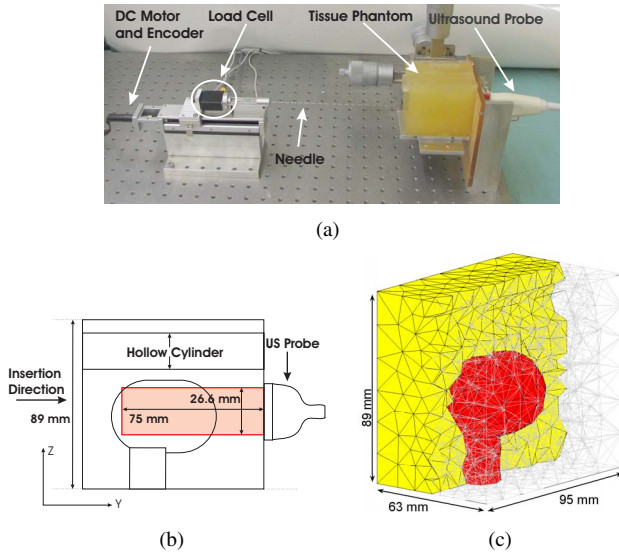 DC Motor
and Encoder
Load Cell
Tissue Phantom
Ultrasound Probe
Needle
(a)
Hollow Cylinder
US Probe
Insertion
Direction
26.6 mm
75 mm
89 mm
Z
Y
(b)
89 mm
63 mm
95 mm
(c)